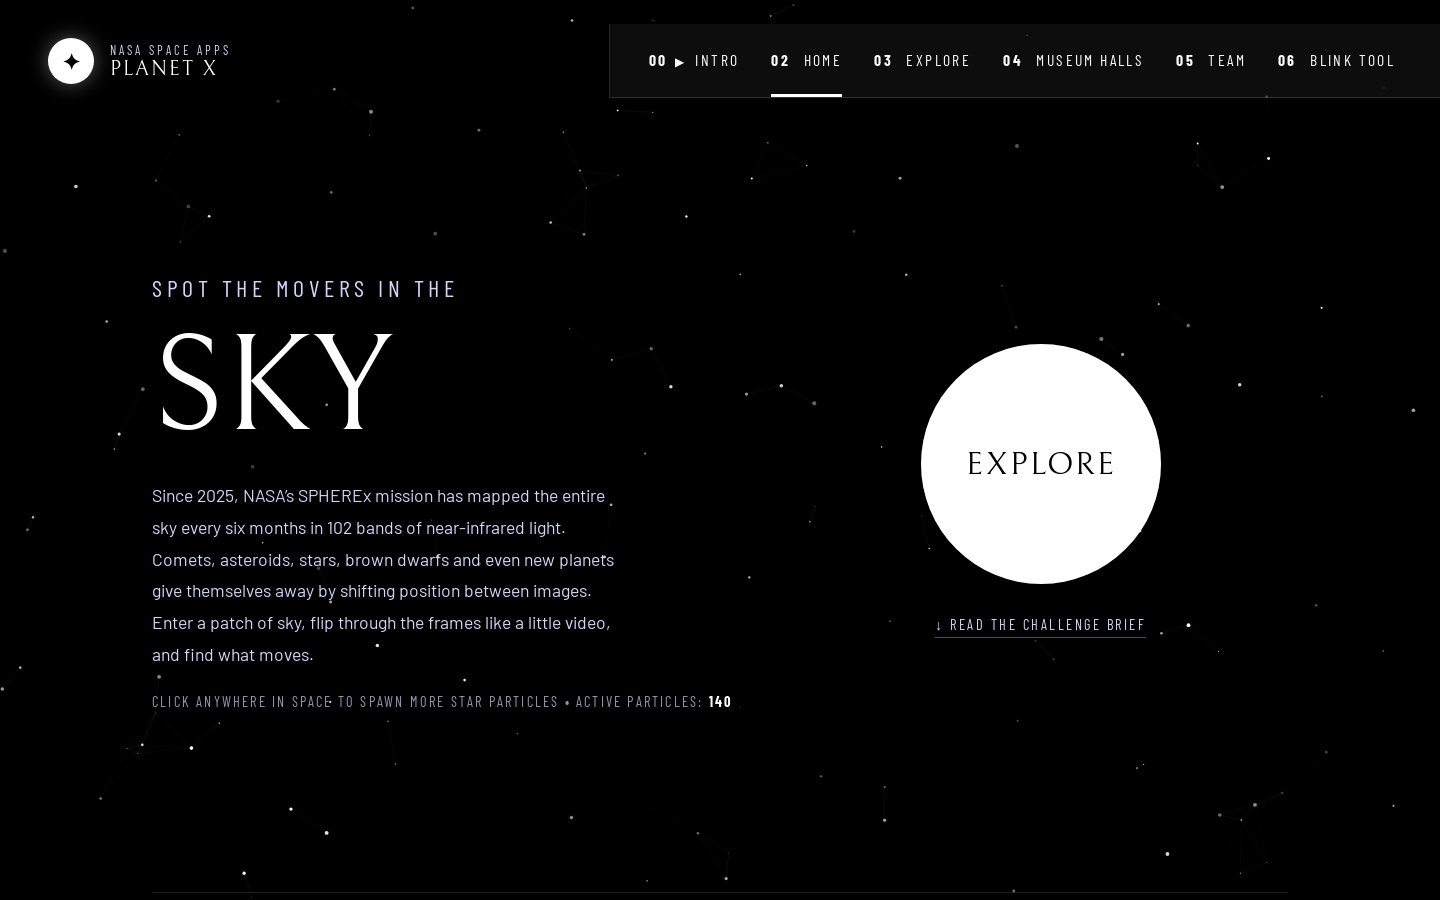 NASA SPACE APPS
PLANET X
00 ▶ INTRO
02 HOME
03 EXPLORE
04 MUSEUM HALLS
05 TEAM
06 BLINK TOOL
SPOT THE MOVERS IN THE
SKY
Since 2025, NASA's SPHEREx mission has mapped the entire
sky every six months in 102 bands of near-infrared light.
Comets, asteroids, stars, brown dwarfs and even new planets
give themselves away by shifting position between images.
Enter a patch of sky, flip through the frames like a little video,
and find what moves.
CLICK ANYWHERE IN SPACE TO SPAWN MORE STAR PARTICLES • ACTIVE PARTICLES: 140
EXPLORE
↓ READ THE CHALLENGE BRIEF